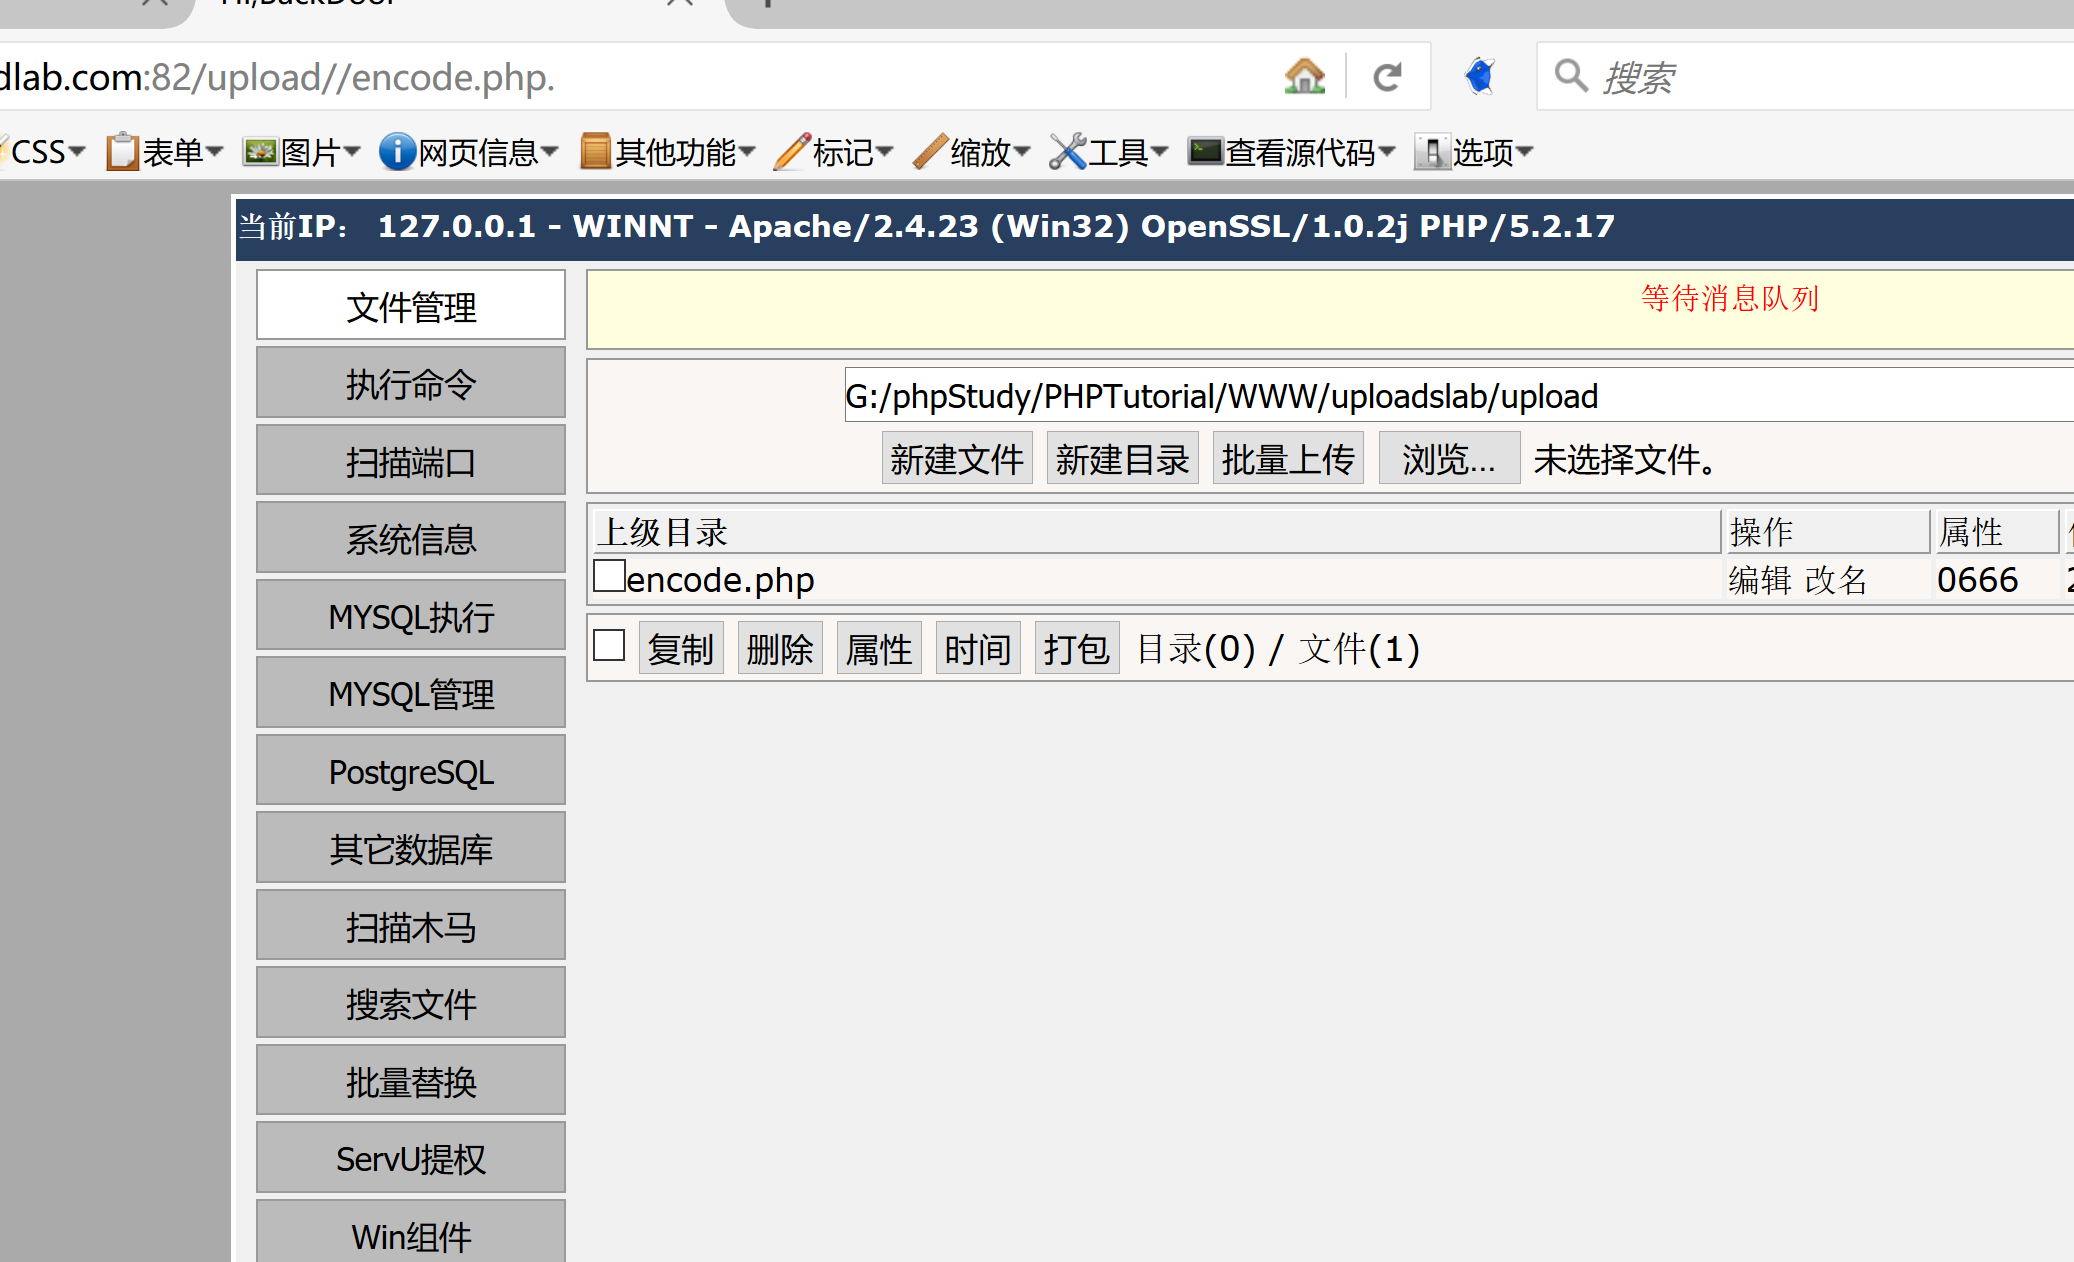 dlab.com:82/upload//encode.php.
搜索
CSS 表单 图片 网页信息 其他功能 标记 缩放 工具 查看源代码 选项
当前IP: 127.0.0.1 - WINNT - Apache/2.4.23 (Win32) OpenSSL/1.0.2j PHP/5.2.17
文件管理
执行命令
扫描端口
系统信息
MYSQL执行
MYSQL管理
PostgreSQL
其它数据库
扫描木马
搜索文件
批量替换
ServU提权
Win组件
等待消息队列
G:/phpStudy/PHPTutorial/WWW/uploadslab/upload
新建文件 新建目录 批量上传 浏览... 未选择文件。
上级目录 操作 属性
encode.php 编辑 改名 0666
复制 删除 属性 时间 打包 目录(0) / 文件(1)